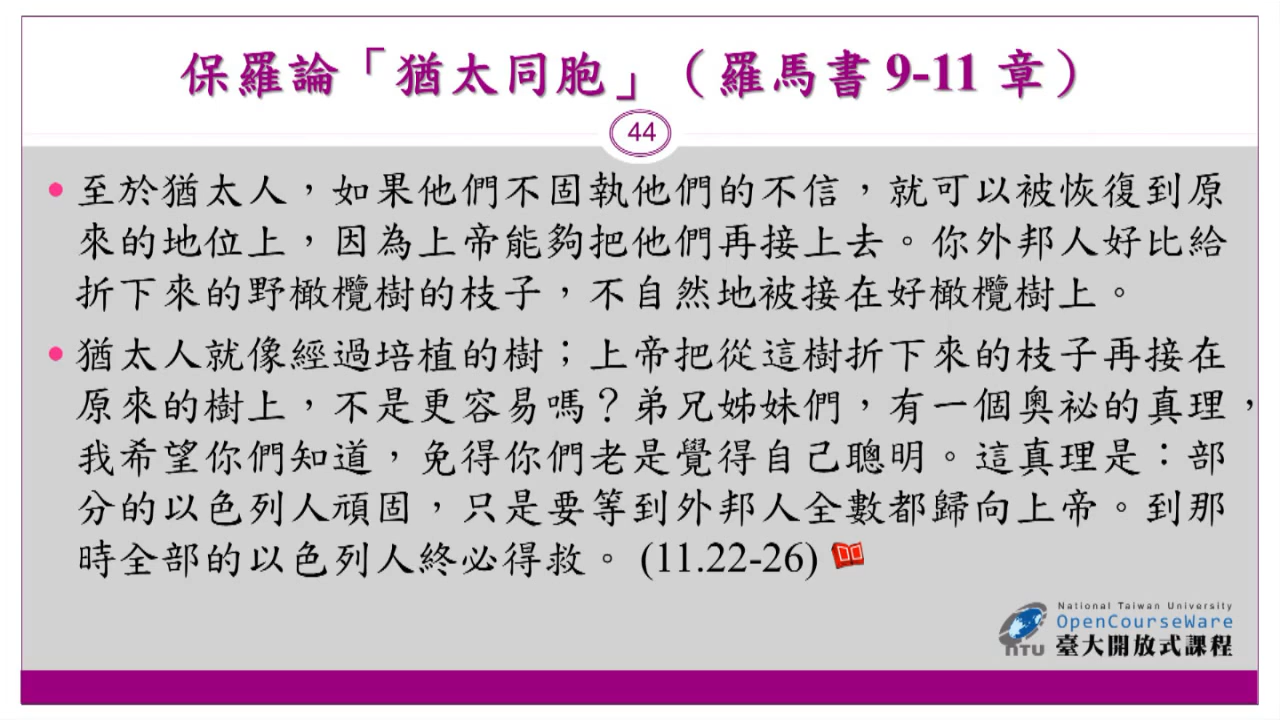 保羅論「猶太同胞」（羅馬書 9-11 章）
44
• 至於猶太人，如果他們不固執他們的不信，就可以被恢復到原
來的地位上，因為上帝能夠把他們再接上去。你外邦人好比給
折下來的野橄欖樹的枝子，不自然地被接在好橄欖樹上。
• 猶太人就像經過培植的樹；上帝把從這樹折下來的枝子再接在
原來的樹上，不是更容易嗎？弟兄姊妹們，有一個奧祕的真理，
我希望你們知道，免得你們老是覺得自己聰明。這真理是：部
分的以色列人頑固，只是要等到外邦人全數都歸向上帝。到那
時全部的以色列人終必得救。 (11.22-26)
National Taiwan University
OpenCourseWare
NTU 臺大開放式課程